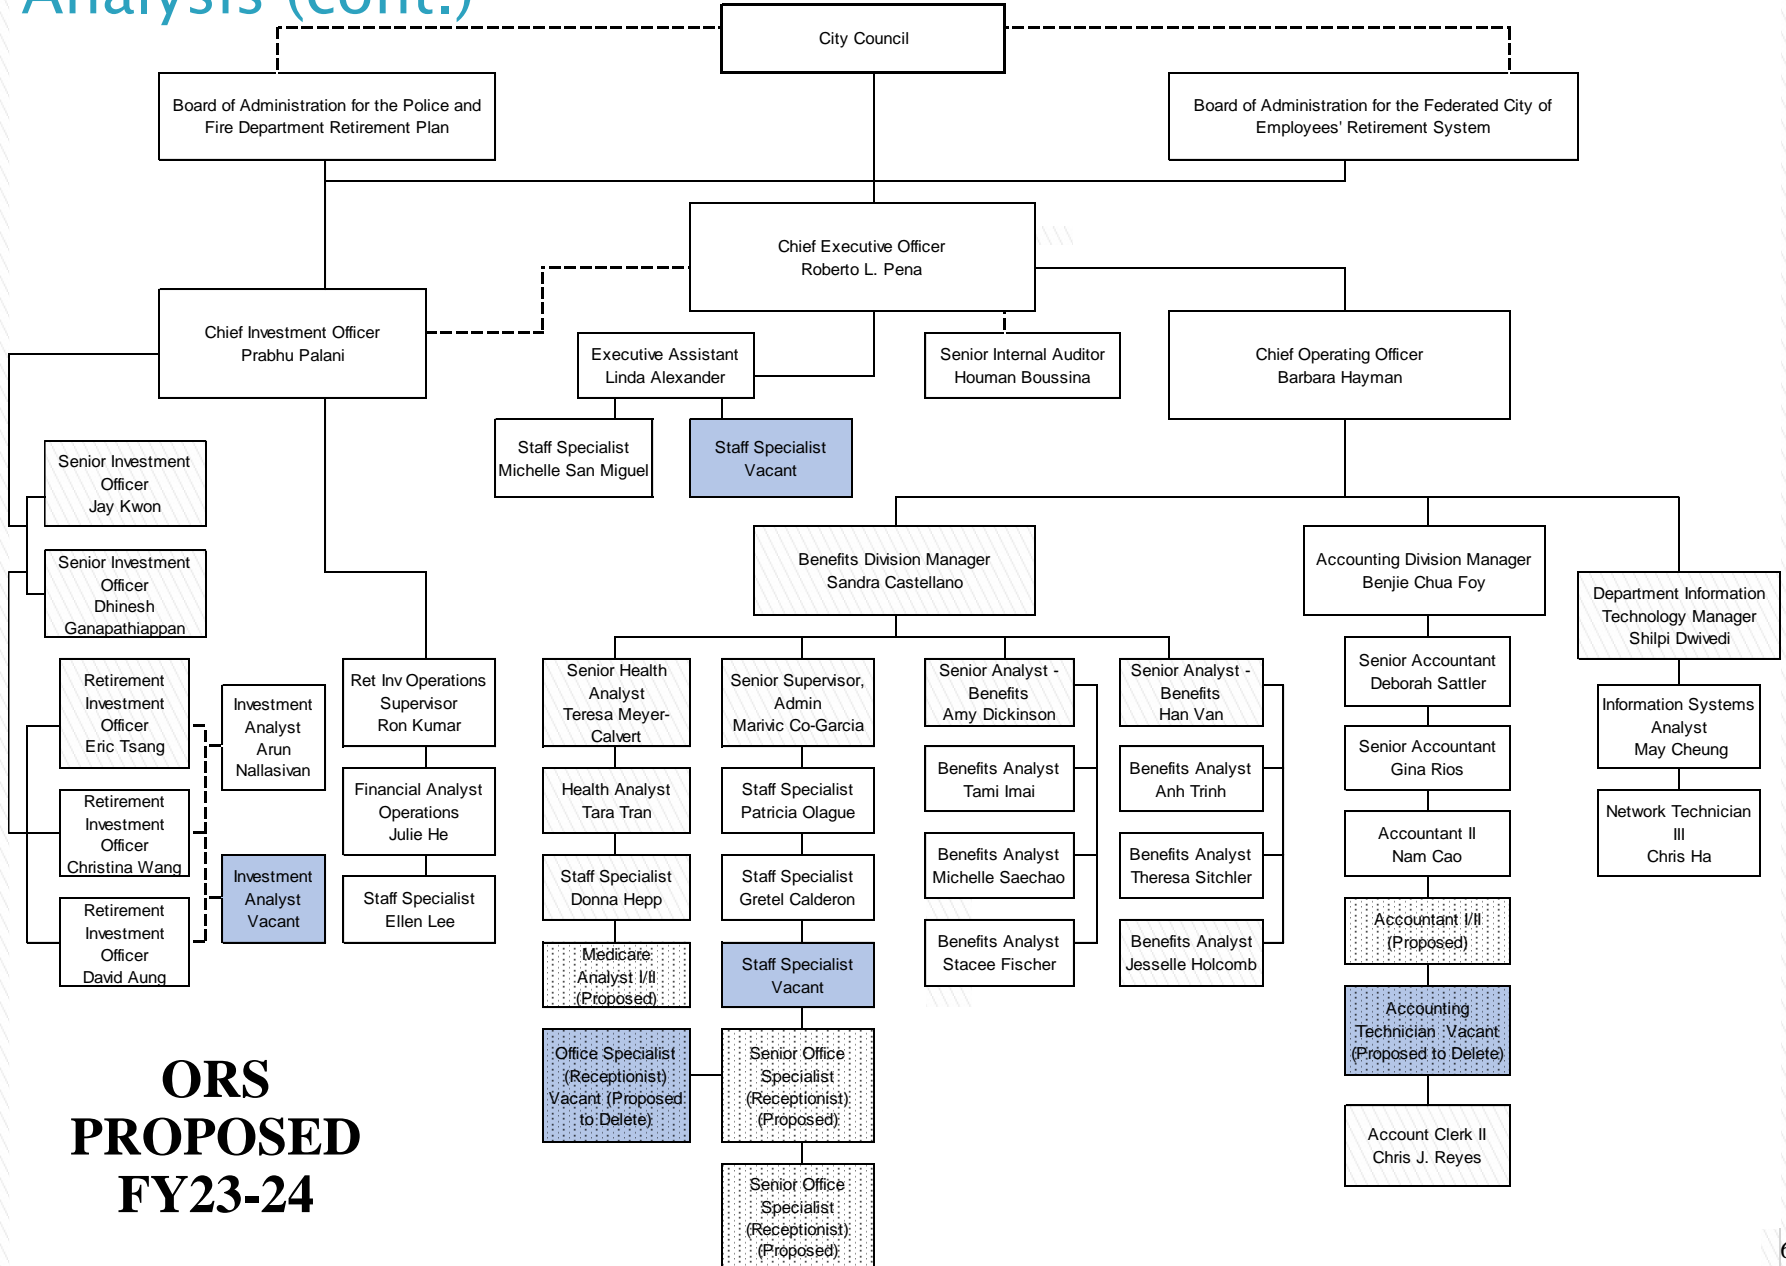 Analysis (cont.)
City Council
Board of Administration for the Police and
Fire Department Retirement Plan
Board of Administration for the Federated City of
Employees' Retirement System
Chief Executive Officer
Roberto L. Pena
Chief Investment Officer
Prabhu Palani
Executive Assistant
Linda Alexander
Senior Internal Auditor
Houman Boussina
Chief Operating Officer
Barbara Hayman
Staff Specialist
Michelle San Miguel
Staff Specialist
Vacant
Senior Investment
Officer
Jay Kwon
Senior Investment
Officer
Dhinesh
Ganapathiappan
Benefits Division Manager
Sandra Castellano
Accounting Division Manager
Benjie Chua Foy
Department Information
Technology Manager
Shilpi Dwivedi
Retirement
Investment
Officer
Eric Tsang
Retirement
Investment
Officer
Christina Wang
Retirement
Investment
Officer
David Aung
Investment
Analyst
Arun
Nallasivan
Investment
Analyst
Vacant
Ret Inv Operations
Supervisor
Ron Kumar
Financial Analyst
Operations
Julie He
Staff Specialist
Ellen Lee
Senior Health
Analyst
Teresa Meyer-
Calvert
Health Analyst
Tara Tran
Staff Specialist
Donna Hepp
Medicare
Analyst I/II
(Proposed)
Office Specialist
(Receptionist)
Vacant (Proposed
to Delete)
Senior Supervisor,
Admin
Marivic Co-Garcia
Staff Specialist
Patricia Olague
Staff Specialist
Gretel Calderon
Staff Specialist
Vacant
Senior Office
Specialist
(Receptionist)
(Proposed)
Senior Office
Specialist
(Receptionist)
(Proposed)
Senior Analyst -
Benefits
Amy Dickinson
Benefits Analyst
Tami Imai
Benefits Analyst
Michelle Saechao
Benefits Analyst
Stacee Fischer
Senior Analyst -
Benefits
Han Van
Benefits Analyst
Anh Trinh
Benefits Analyst
Theresa Sitchler
Benefits Analyst
Jesselle Holcomb
Senior Accountant
Deborah Sattler
Senior Accountant
Gina Rios
Accountant II
Nam Cao
Accountant I/II
(Proposed)
Accounting
Technician Vacant
(Proposed to Delete)
Account Clerk II
Chris J. Reyes
Information Systems
Analyst
May Cheung
Network Technician
III
Chris Ha
ORS
PROPOSED
FY23-24
6